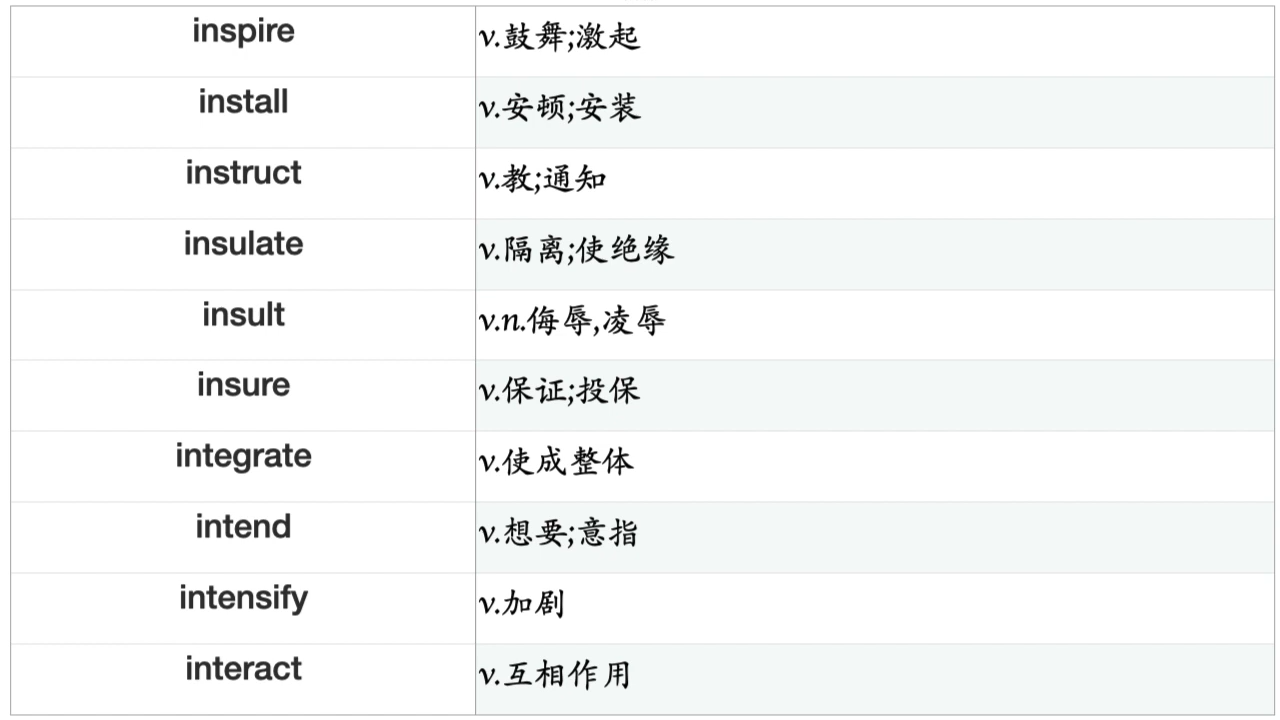 inspire v.鼓舞;激起
install v.安顿;安装
instruct v.教;通知
insulate v.隔离;使绝缘
insult v.n.侮辱,凌辱
insure v.保证;投保
integrate v.使成整体
intend v.想要;意指
intensify v.加剧
interact v.互相作用